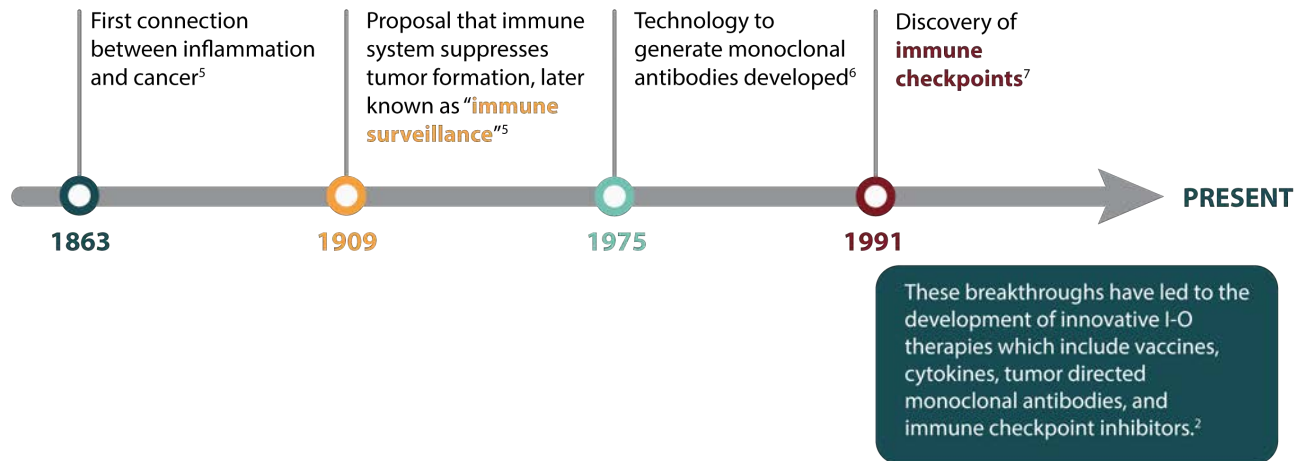 First connection
between inflammation
and cancer⁵
Proposal that immune
system suppresses
tumor formation, later
known as “immune
surveillance”⁵
Technology to
generate monoclonal
antibodies developed⁶
Discovery of
immune
checkpoints⁷
PRESENT
1863
1909
1975
1991
These breakthroughs have led to the
development of innovative I-O
therapies which include vaccines,
cytokines, tumor directed
monoclonal antibodies, and
immune checkpoint inhibitors.²